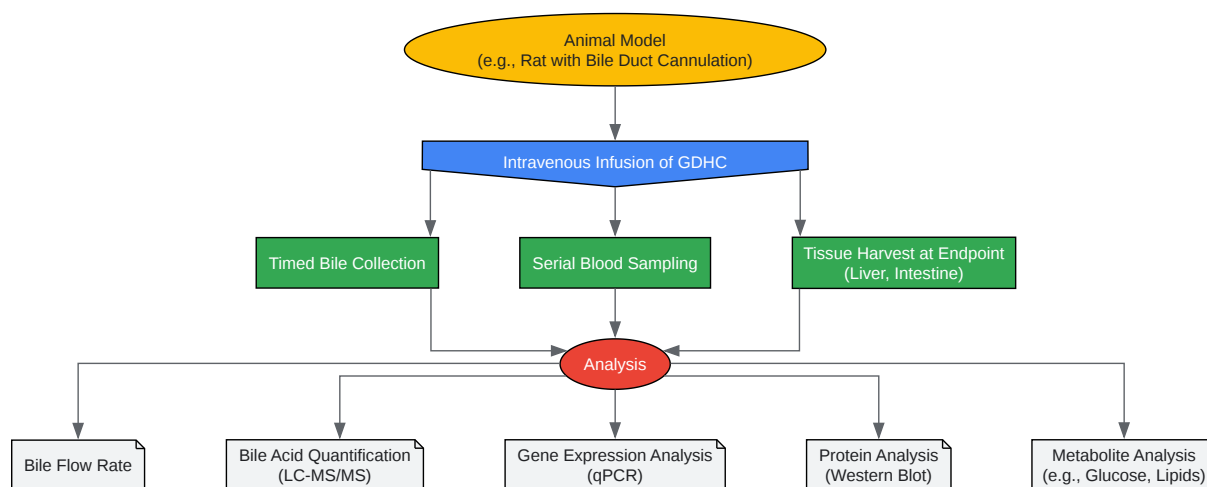 Animal Model
(e.g., Rat with Bile Duct Cannulation)
Intravenous Infusion of GDHC
Timed Bile Collection
Serial Blood Sampling
Tissue Harvest at Endpoint
(Liver, Intestine)
Analysis
Bile Flow Rate
Bile Acid Quantification
(LC-MS/MS)
Gene Expression Analysis
(qPCR)
Protein Analysis
(Western Blot)
Metabolite Analysis
(e.g., Glucose, Lipids)